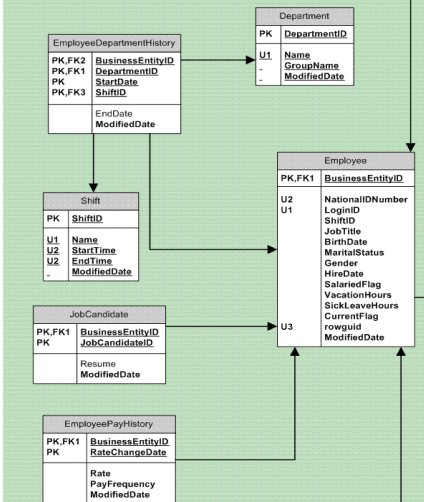 Department
PK DepartmentID
U1 Name
- GroupName
- ModifiedDate
EmployeeDepartmentHistory
PK,FK2 BusinessEntityID
PK,FK1 DepartmentID
PK StartDate
PK,FK3 ShiftID
EndDate
ModifiedDate
Employee
PK,FK1 BusinessEntityID
U2 NationalIDNumber
U1 LoginID
ShiftID
JobTitle
BirthDate
MaritalStatus
Gender
HireDate
SalariedFlag
VacationHours
SickLeaveHours
CurrentFlag
U3 rowguid
ModifiedDate
Shift
PK ShiftID
U1 Name
U2 StartTime
U2 EndTime
- ModifiedDate
JobCandidate
PK,FK1 BusinessEntityID
PK JobCandidateID
Resume
ModifiedDate
EmployeePayHistory
PK,FK1 BusinessEntityID
PK RateChangeDate
Rate
PayFrequency
ModifiedDate